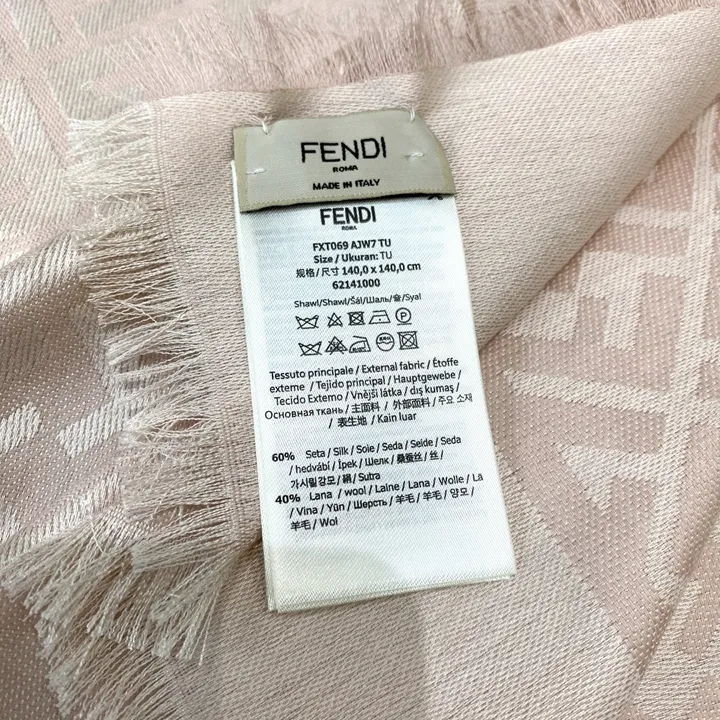 FENDI
ROMA
MADE IN ITALY
FENDI
ROMA
FXT069 AJW7 TU
Size / Ukuran: TU
规格/尺寸 140,0 x 140,0 cm
62141000
Shawl/Shawl/Šál/Шаль/숄/Syal
Tessuto principale / External fabric / Étoffe
externe / Tejido principal / Hauptgewebe /
Tecido Externo / Vnější látka / dış kumaş /
Основная ткань / 主面料 / 外部面料 / 주요 소재
/ 表生地 / Kain luar
60% Seta / Silk / Soie / Seda / Seide / Seda
/ hedvábí / İpek / Шелк / 桑蚕丝 / 丝 /
가시밀강모 / 絹 / Sutra
40% Lana / wool / Laine / Lana / Wolle / Lã
/ Vlna / Yün / Шерсть / 羊毛 / 羊毛 / 양모 /
羊毛 / Wol